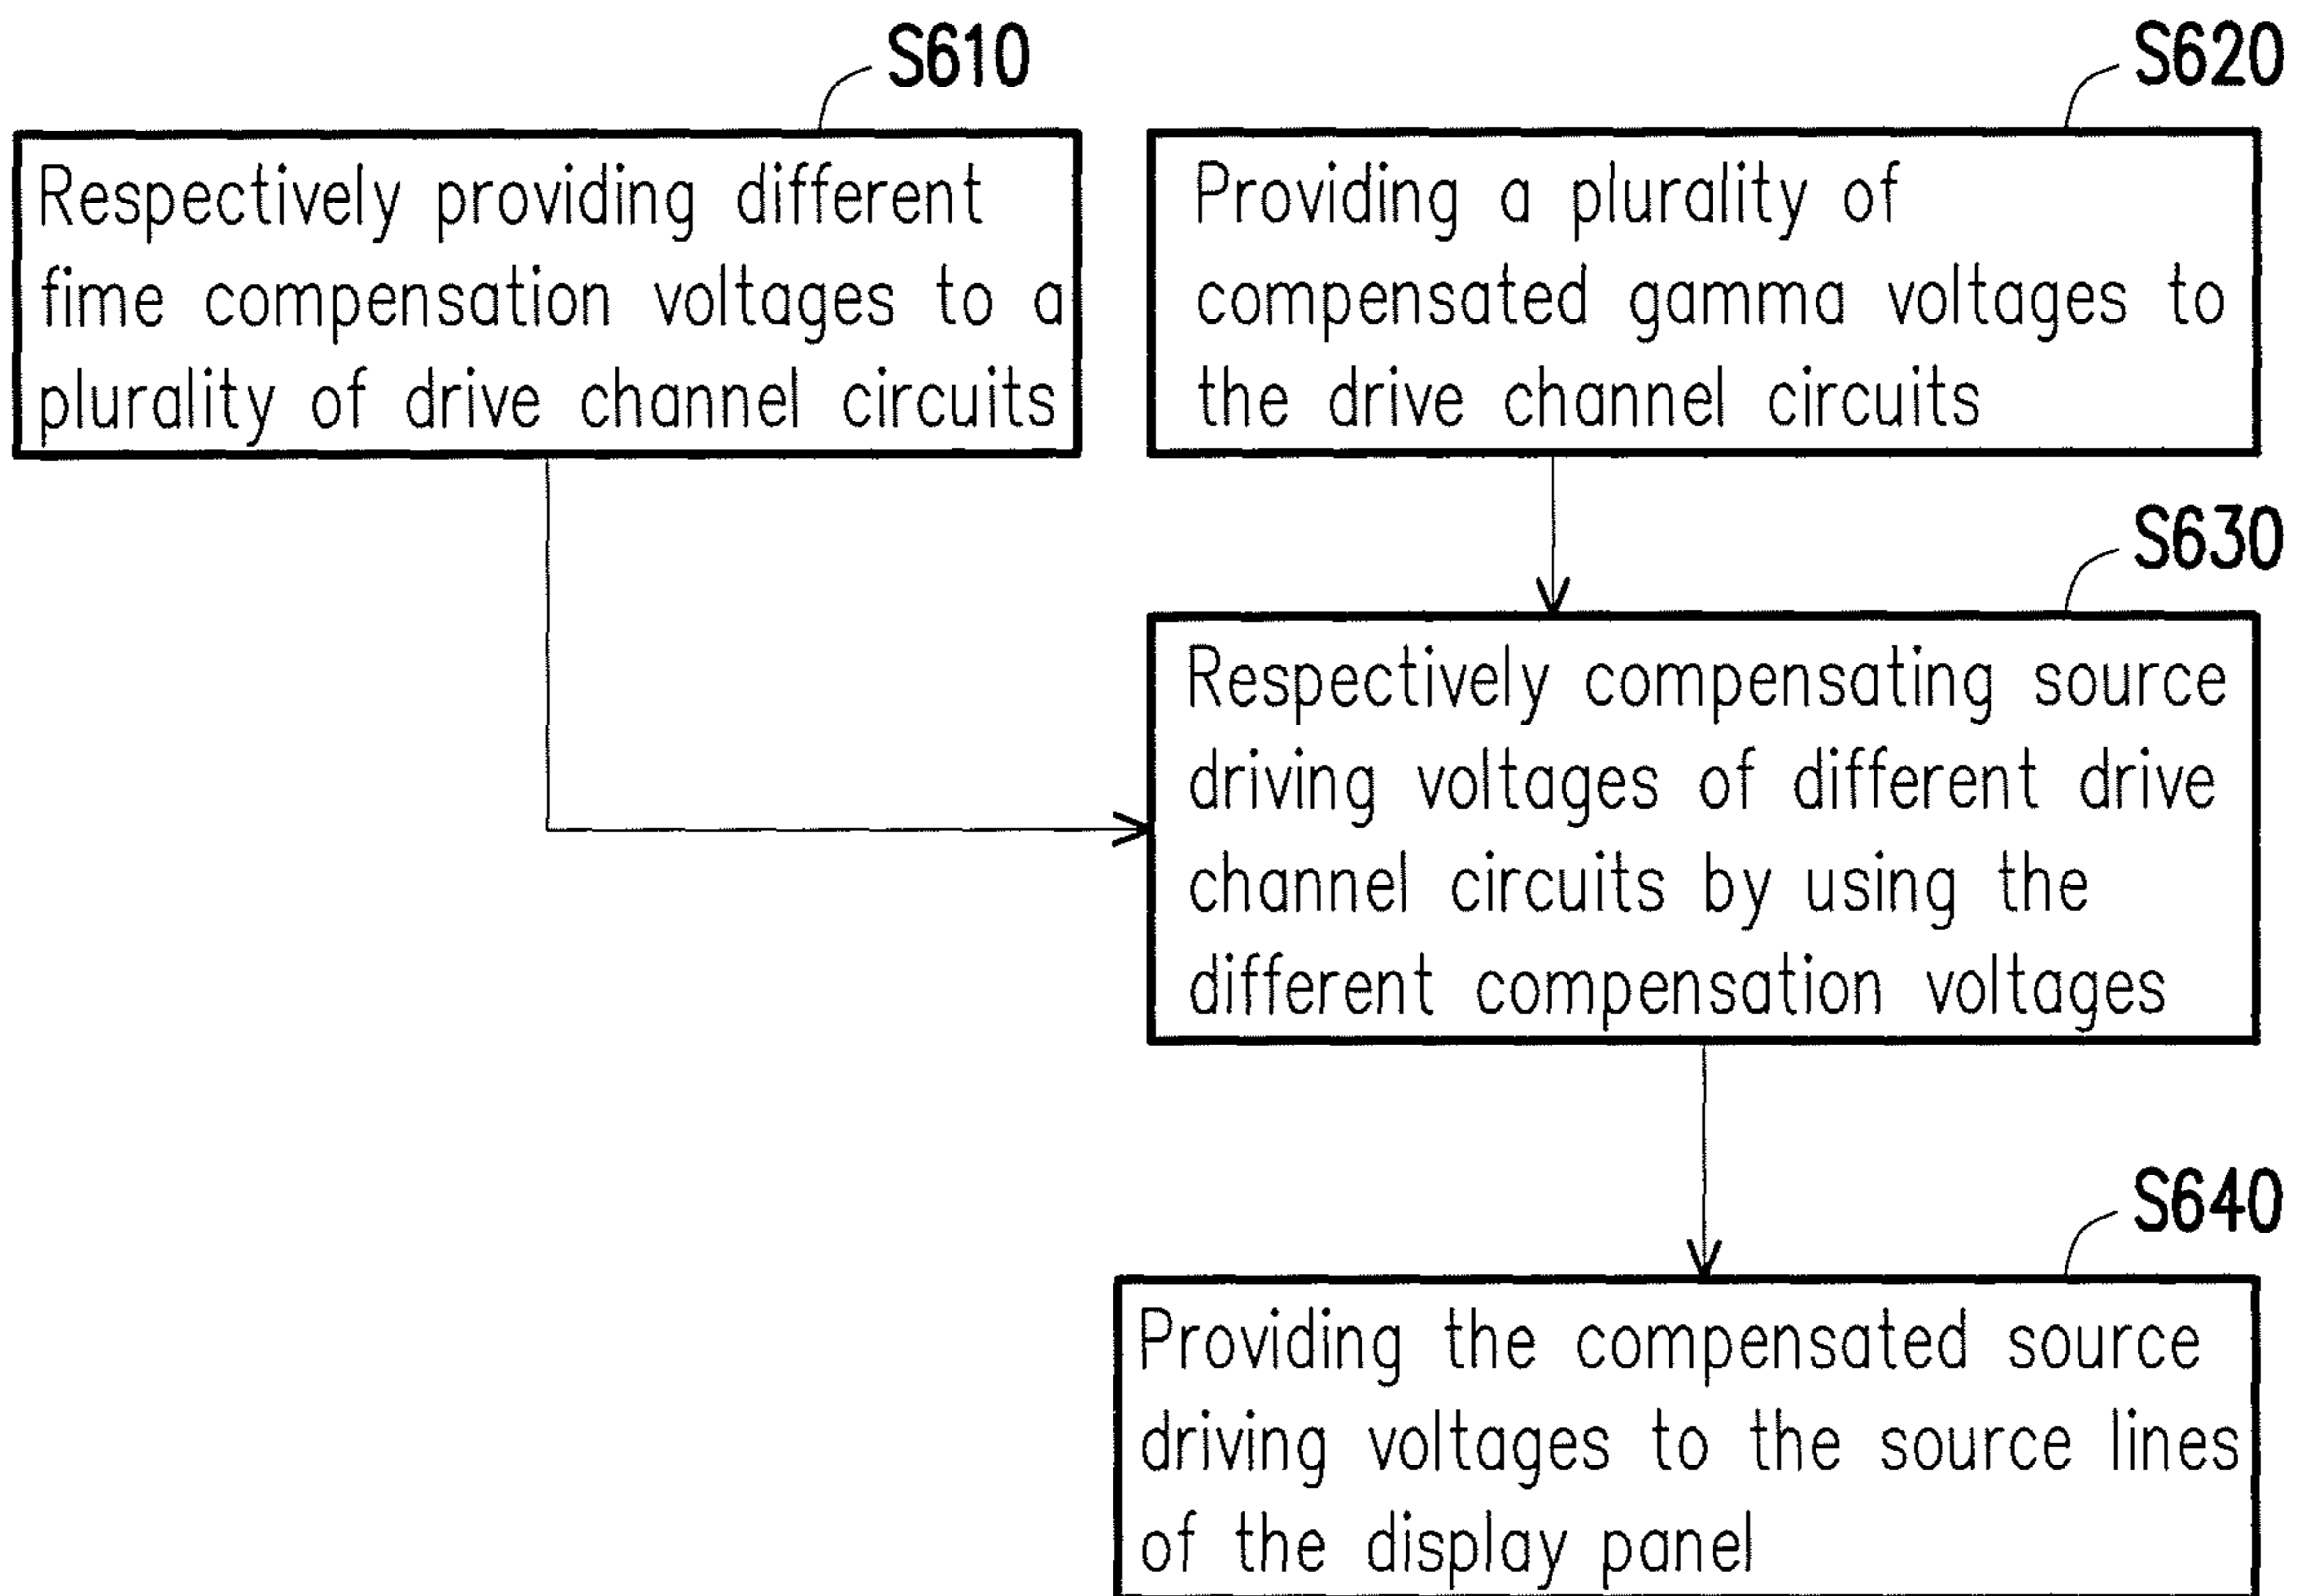 S610
Respectively providing different
fime compensation voltages to a
plurality of drive channel circuits
S620
Providing a plurality of
compensated gamma voltages to
the drive channel circuits
S630
Respectively compensating source
driving voltages of different drive
channel circuits by using the
different compensation voltages
S640
Providing the compensated source
driving voltages to the source lines
of the display panel